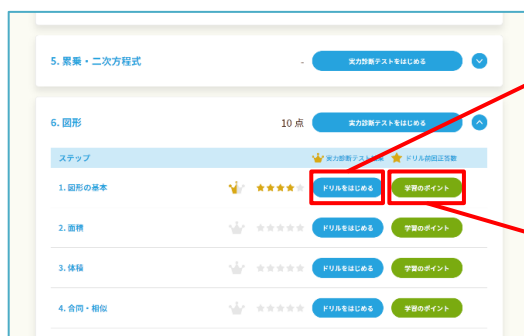 5. 累乗・二次方程式 - 実力診断テストをはじめる
6. 図形 10 点 実力診断テストをはじめる
ステップ 実力診断テスト結果 ドリル前回正答数
1. 図形の基本 ドリルをはじめる 学習のポイント
2. 面積 ドリルをはじめる 学習のポイント
3. 体積 ドリルをはじめる 学習のポイント
4. 合同・相似 ドリルをはじめる 学習のポイント